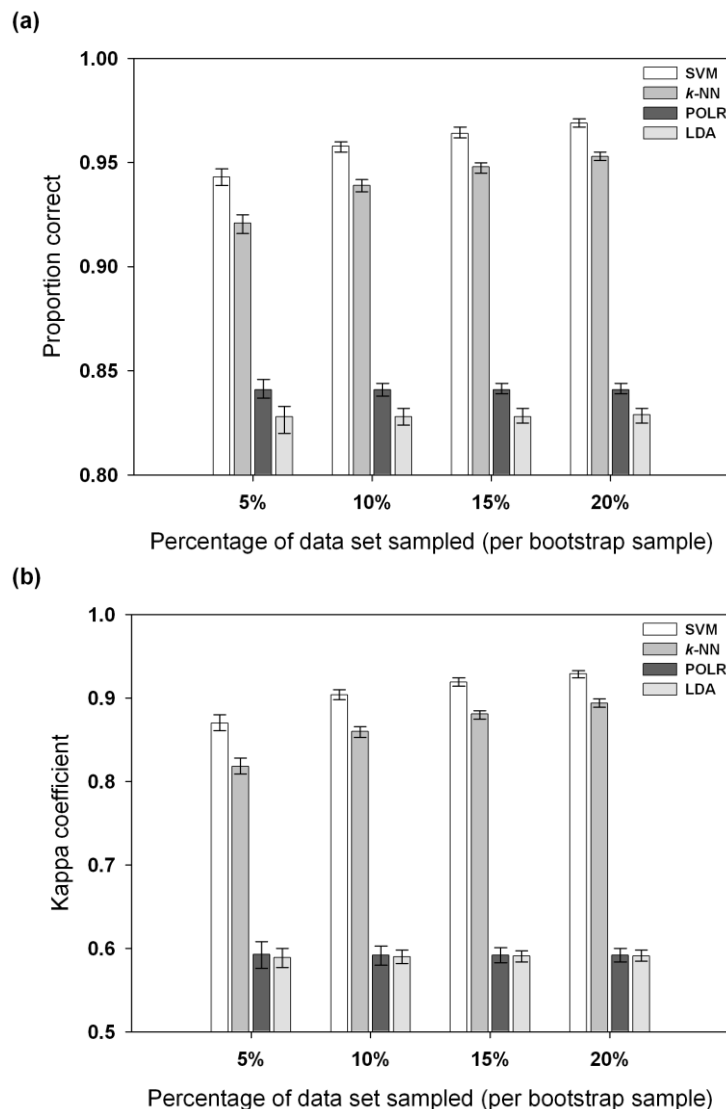 (a)
1.00
0.95
0.90
0.85
0.80
Proportion correct
SVM
k-NN
POLR
LDA
5% 10% 15% 20%
Percentage of data set sampled (per bootstrap sample)
(b)
1.0
0.9
0.8
0.7
0.6
0.5
Kappa coefficient
SVM
k-NN
POLR
LDA
5% 10% 15% 20%
Percentage of data set sampled (per bootstrap sample)